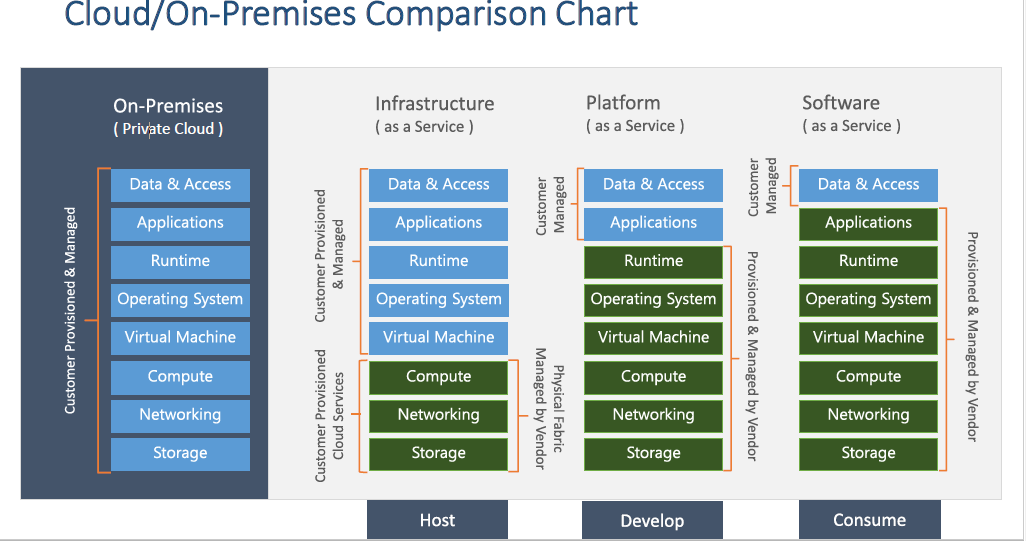 Cloud/On-Premises Comparison Chart
On-Premises
( Private Cloud )
Customer Provisioned & Managed
Data & Access
Applications
Runtime
Operating System
Virtual Machine
Compute
Networking
Storage
Infrastructure
( as a Service )
Customer Provisioned
& Managed
Customer Provisioned
Cloud Services
Data & Access
Applications
Runtime
Operating System
Virtual Machine
Compute
Networking
Storage
Physical Fabric
Managed by Vendor
Host
Platform
( as a Service )
Customer
Managed
Data & Access
Applications
Runtime
Operating System
Virtual Machine
Compute
Networking
Storage
Provisioned & Managed by Vendor
Develop
Software
( as a Service )
Customer
Managed
Data & Access
Applications
Runtime
Operating System
Virtual Machine
Compute
Networking
Storage
Provisioned & Managed by Vendor
Consume